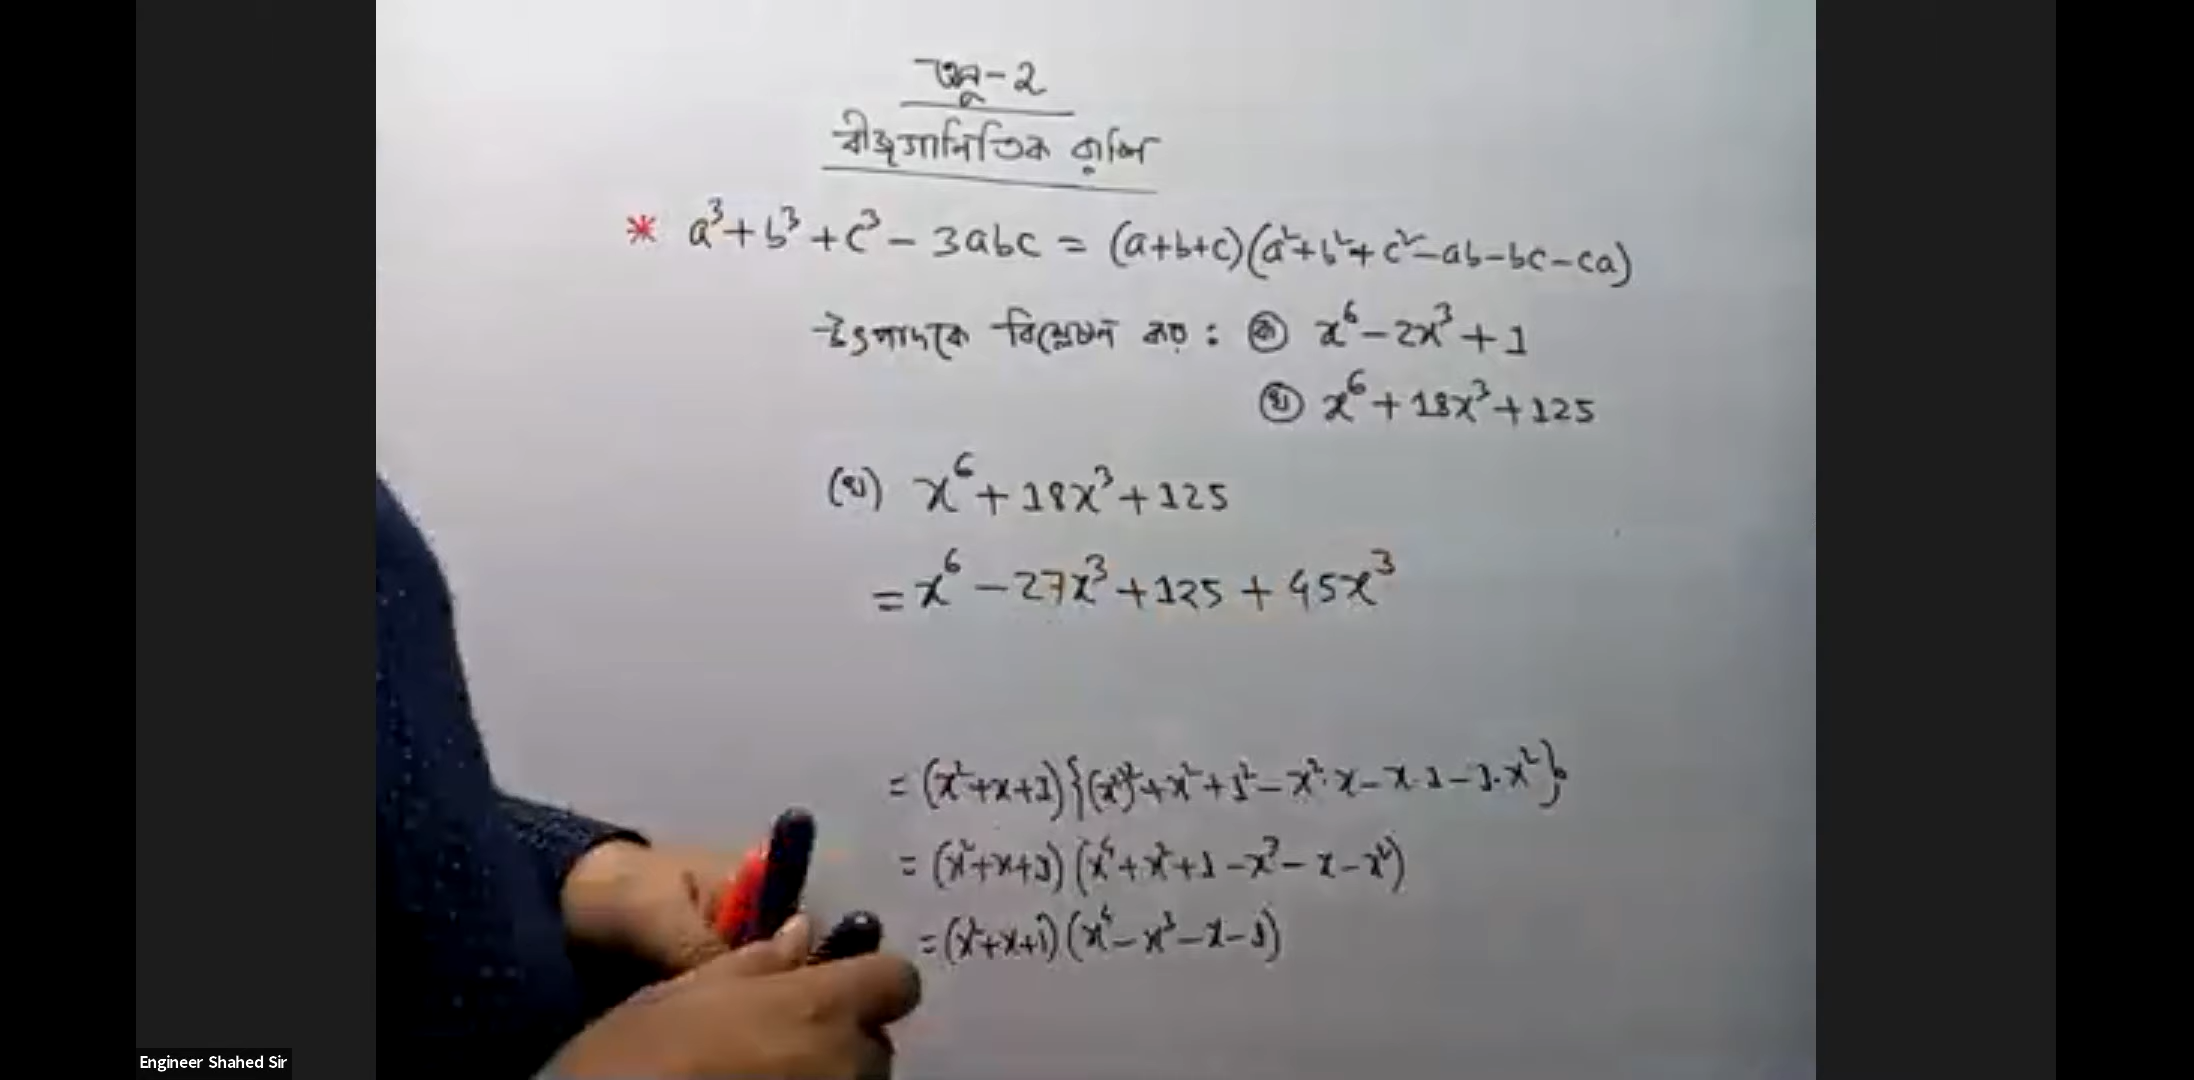 অনু-2
বীজগানিতিক রাশি
* a³+b³+c³-3abc = (a+b+c)(a²+b²+c²-ab-bc-ca)
উৎপাদকে বিশ্লেষন কর : ⓚ x⁶-2x³+1
ⓗ x⁶+18x³+125
(খ) x⁶+18x³+125
= x⁶-27x³+125+45x³
= (x²+x+1){(x²)²+x²+1²-x².x-x.1-1.x²}
= (x²+x+1)(x⁴+x²+1-x³-x-x²)
= (x²+x+1)(x⁴-x³-x-1)
Engineer Shahed Sir